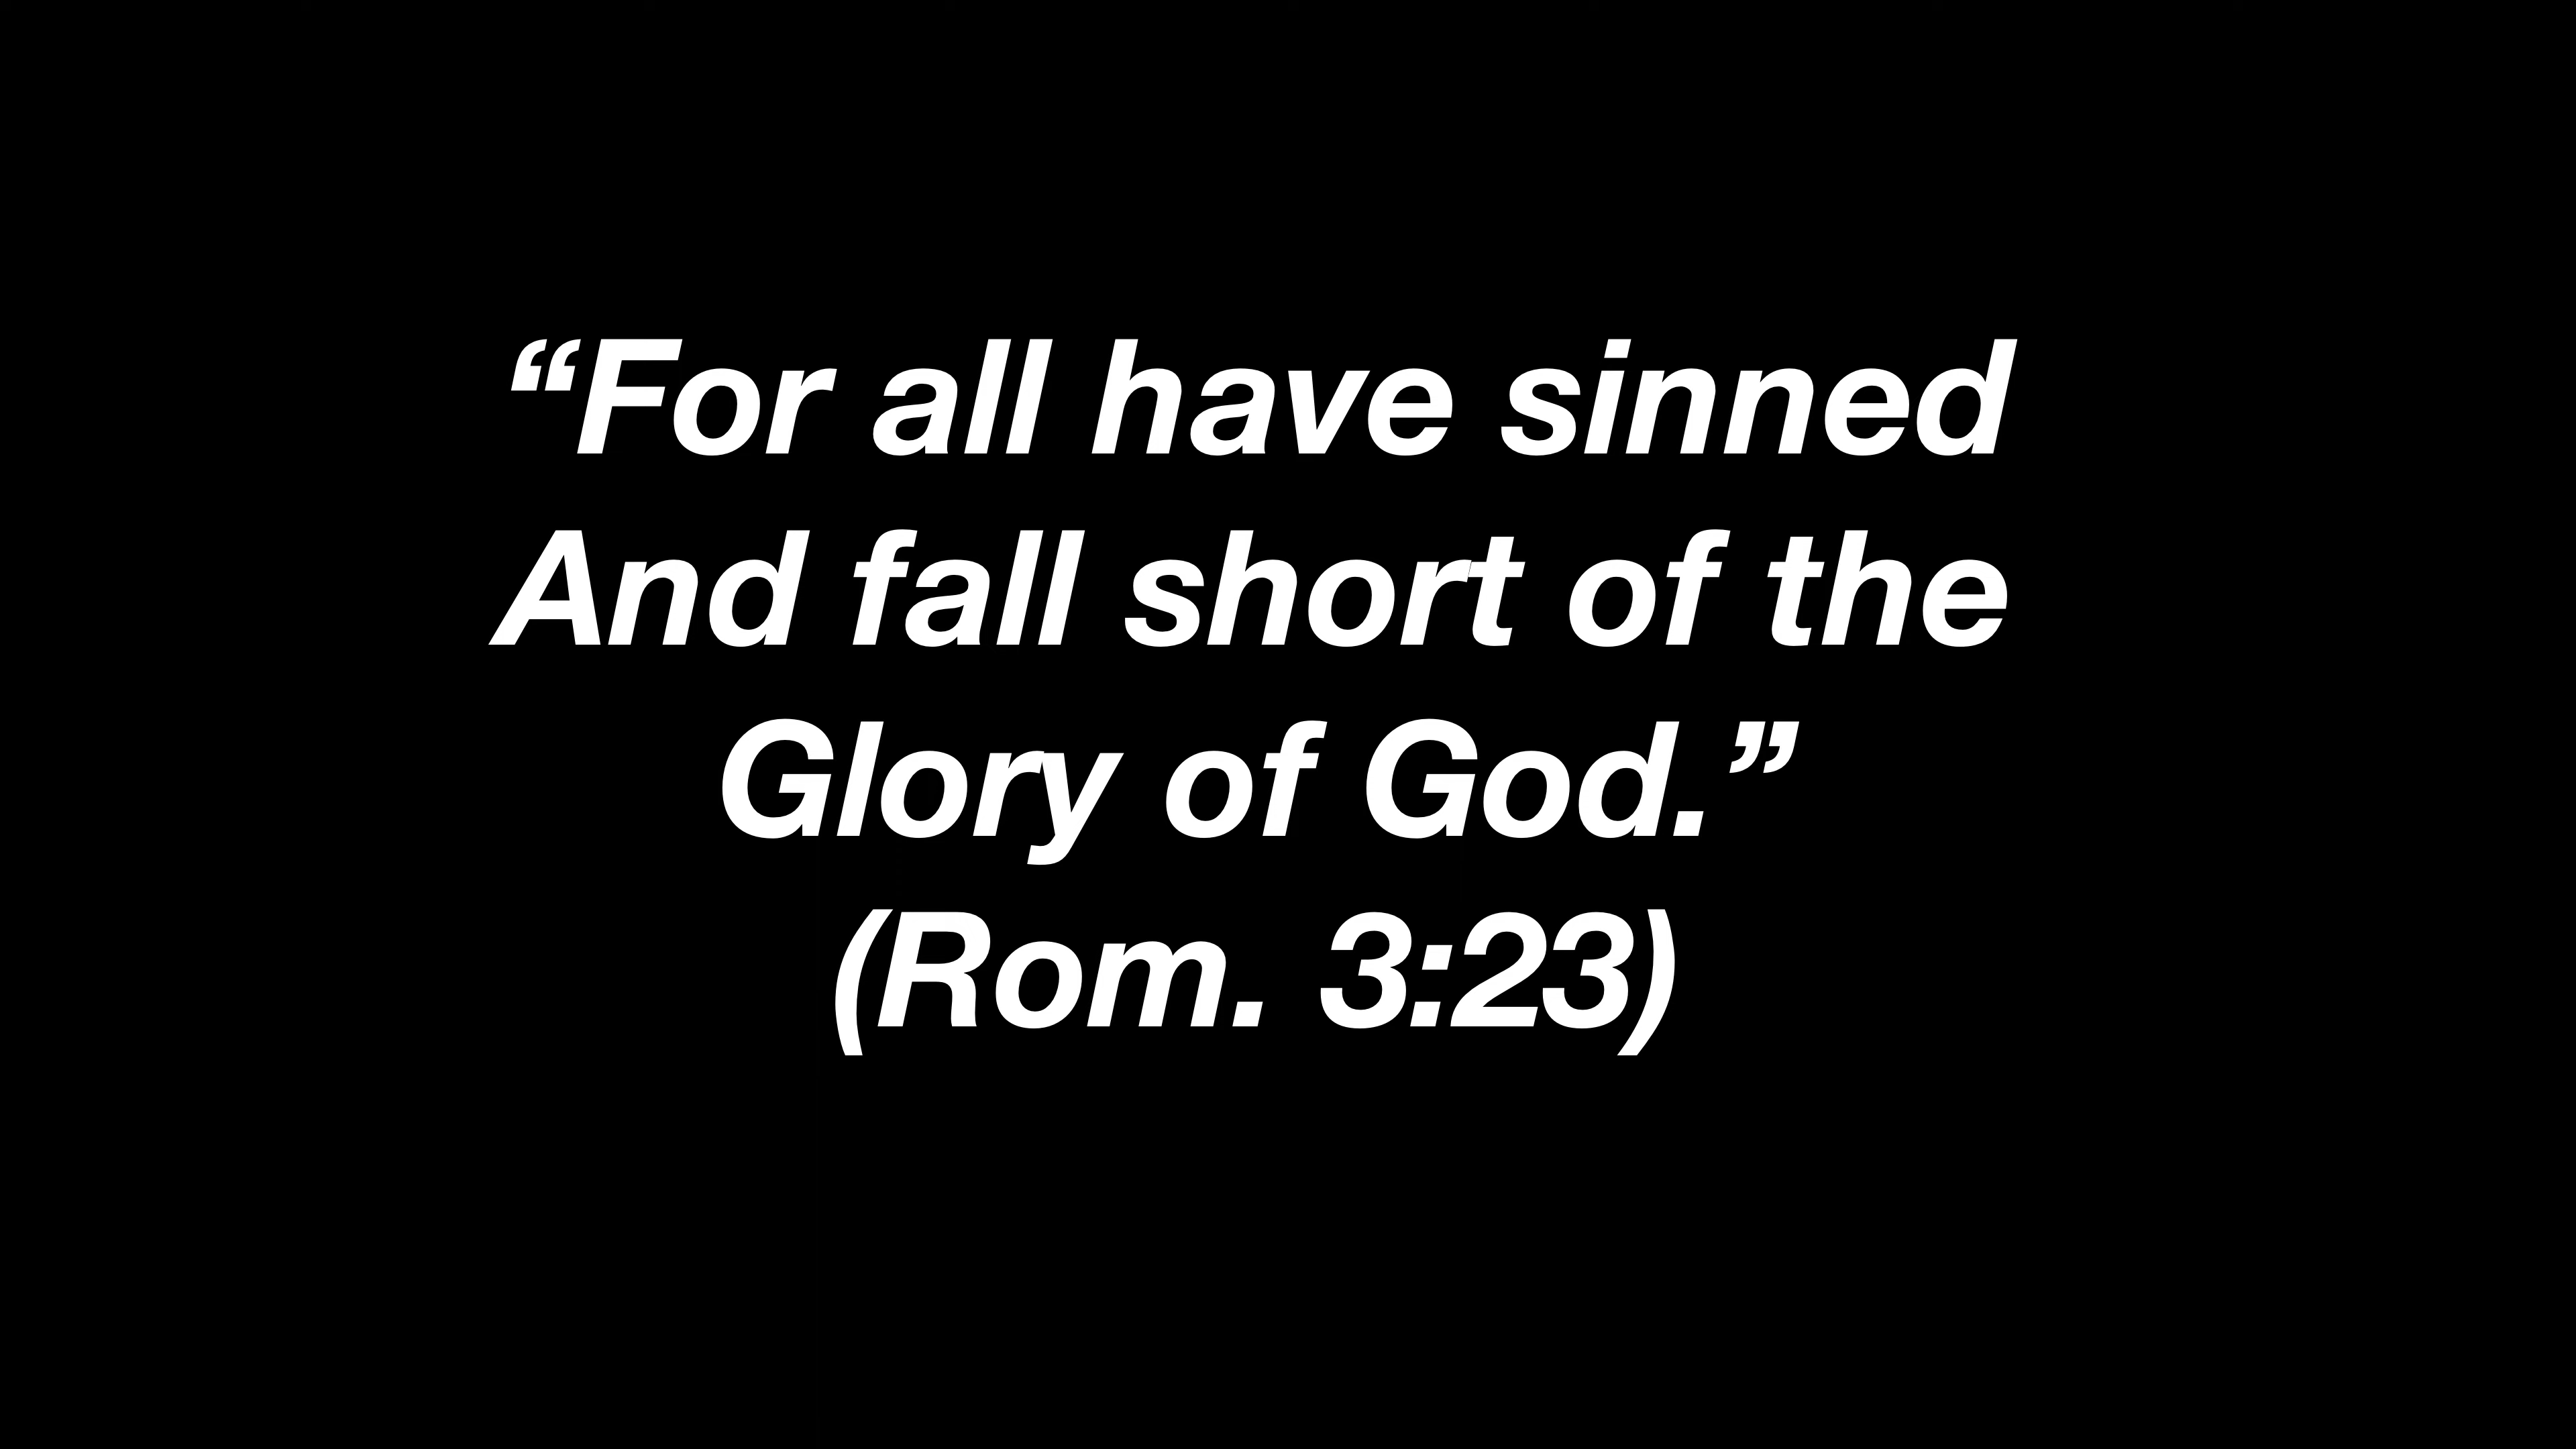 “For all have sinned
And fall short of the
Glory of God.”
(Rom. 3:23)